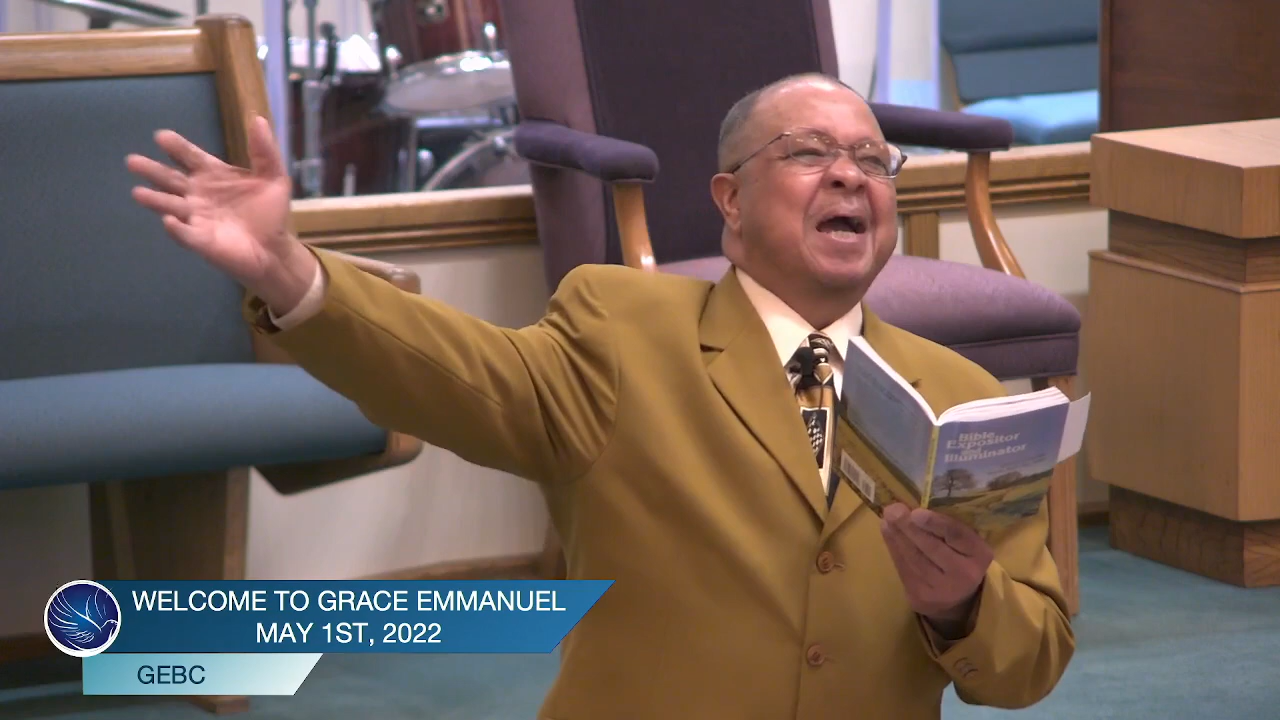 Bible
Expositor
and
Illuminator
WELCOME TO GRACE EMMANUEL
MAY 1ST, 2022
GEBC